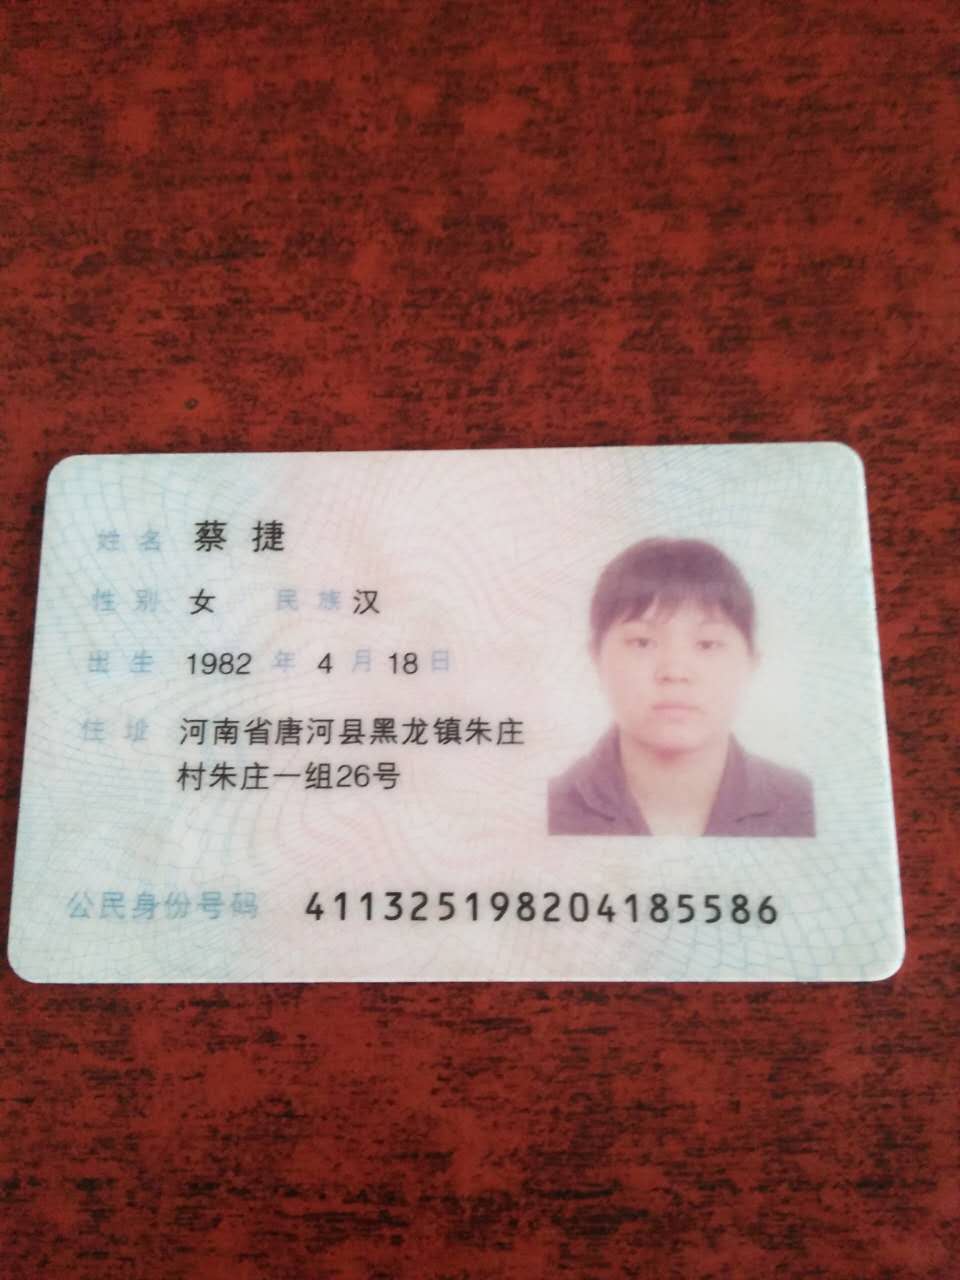 姓名 蔡捷
性别 女 民族 汉
出生 1982 年 4 月 18 日
住址 河南省唐河县黑龙镇朱庄
村朱庄一组26号
公民身份号码 411325198204185586